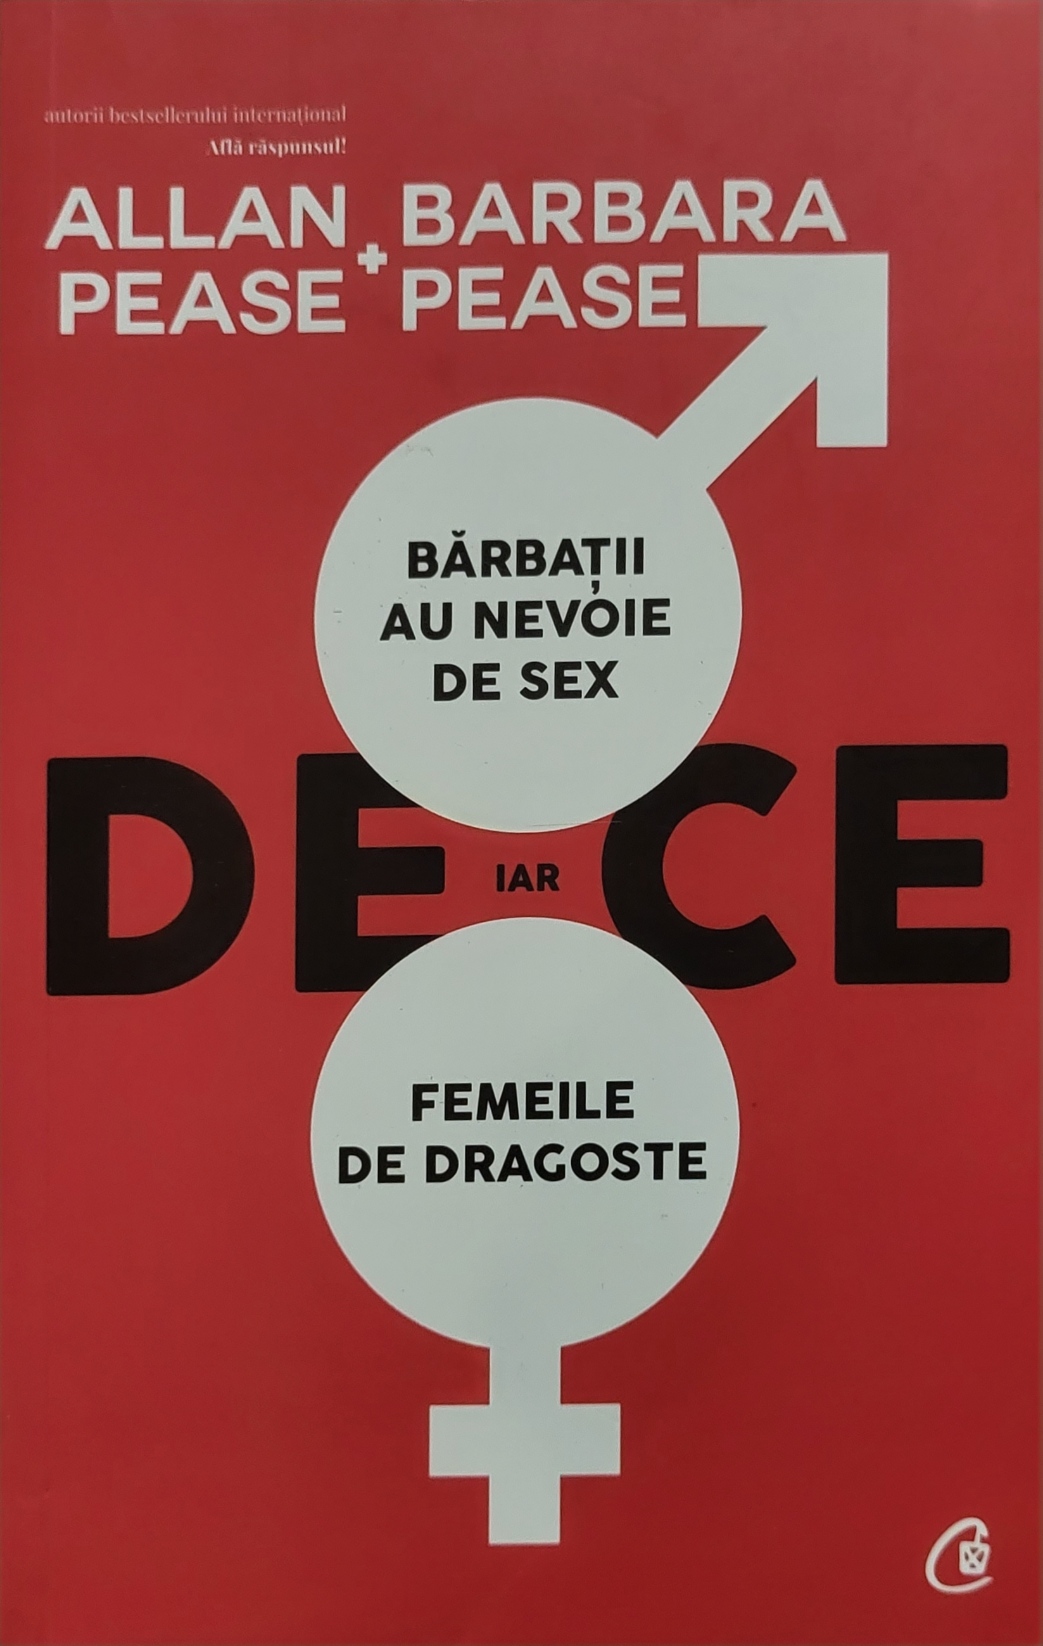 autorii bestsellerului internațional
Află răspunsul!
ALLAN + BARBARA
PEASE PEASE
BĂRBAȚII
AU NEVOIE
DE SEX
DE CE
IAR
FEMEILE
DE DRAGOSTE